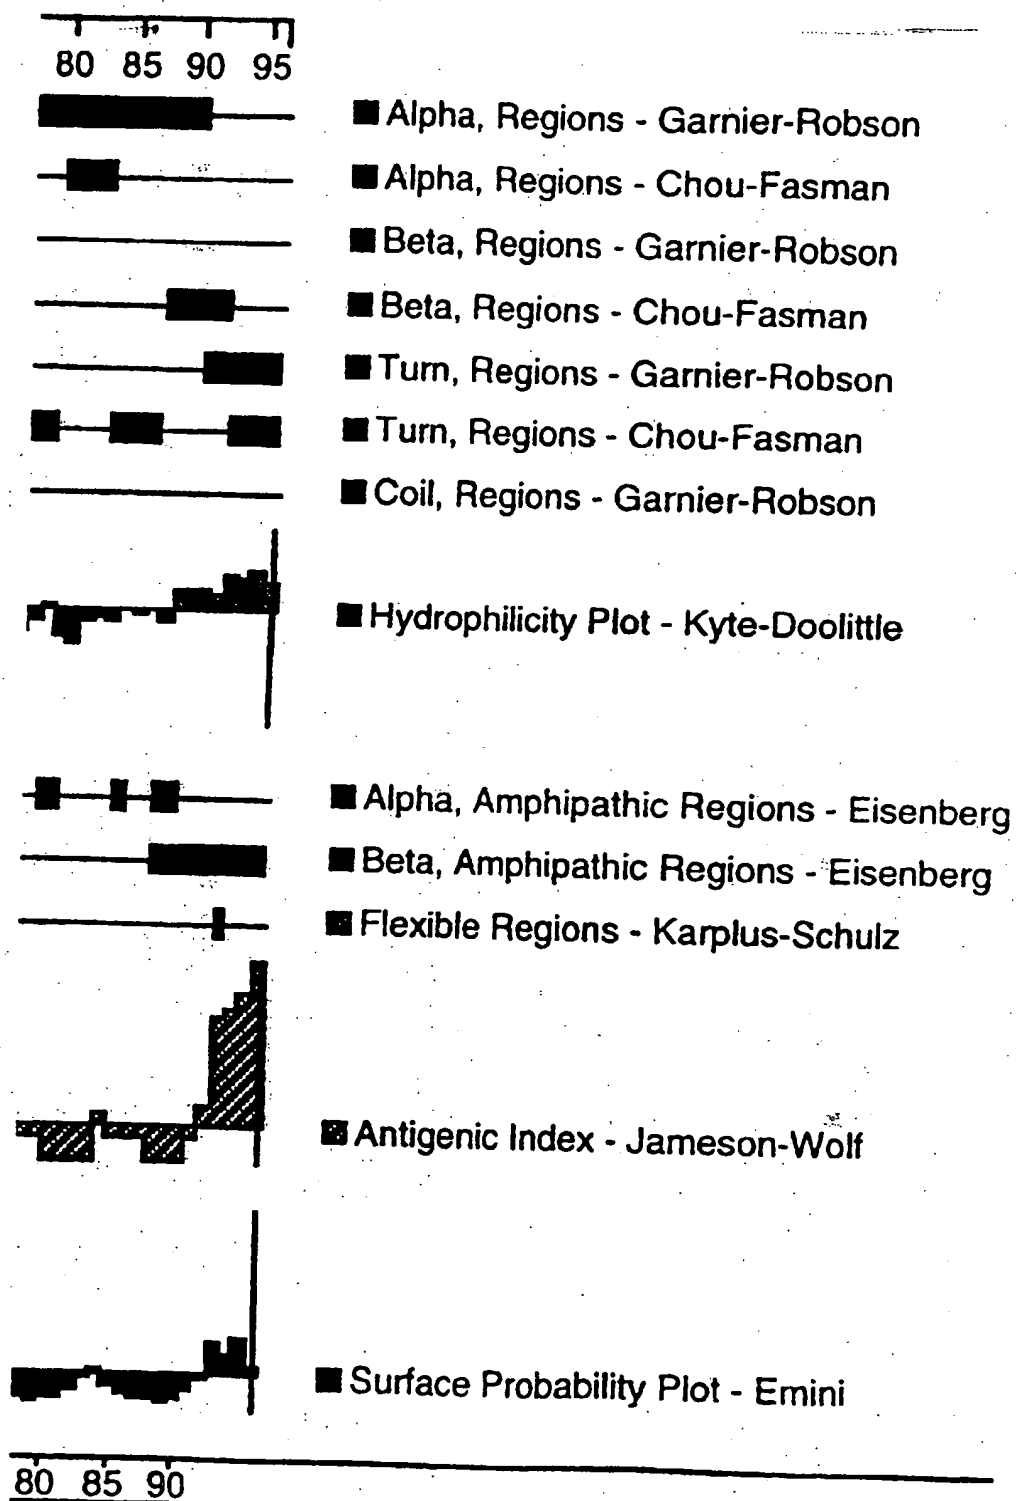 80 85 90 95
Alpha, Regions - Garnier-Robson
Alpha, Regions - Chou-Fasman
Beta, Regions - Garnier-Robson
Beta, Regions - Chou-Fasman
Turn, Regions - Garnier-Robson
Turn, Regions - Chou-Fasman
Coil, Regions - Garnier-Robson
Hydrophilicity Plot - Kyte-Doolittle
Alpha, Amphipathic Regions - Eisenberg
Beta, Amphipathic Regions - Eisenberg
Flexible Regions - Karplus-Schulz
Antigenic Index - Jameson-Wolf
Surface Probability Plot - Emini
80 85 90